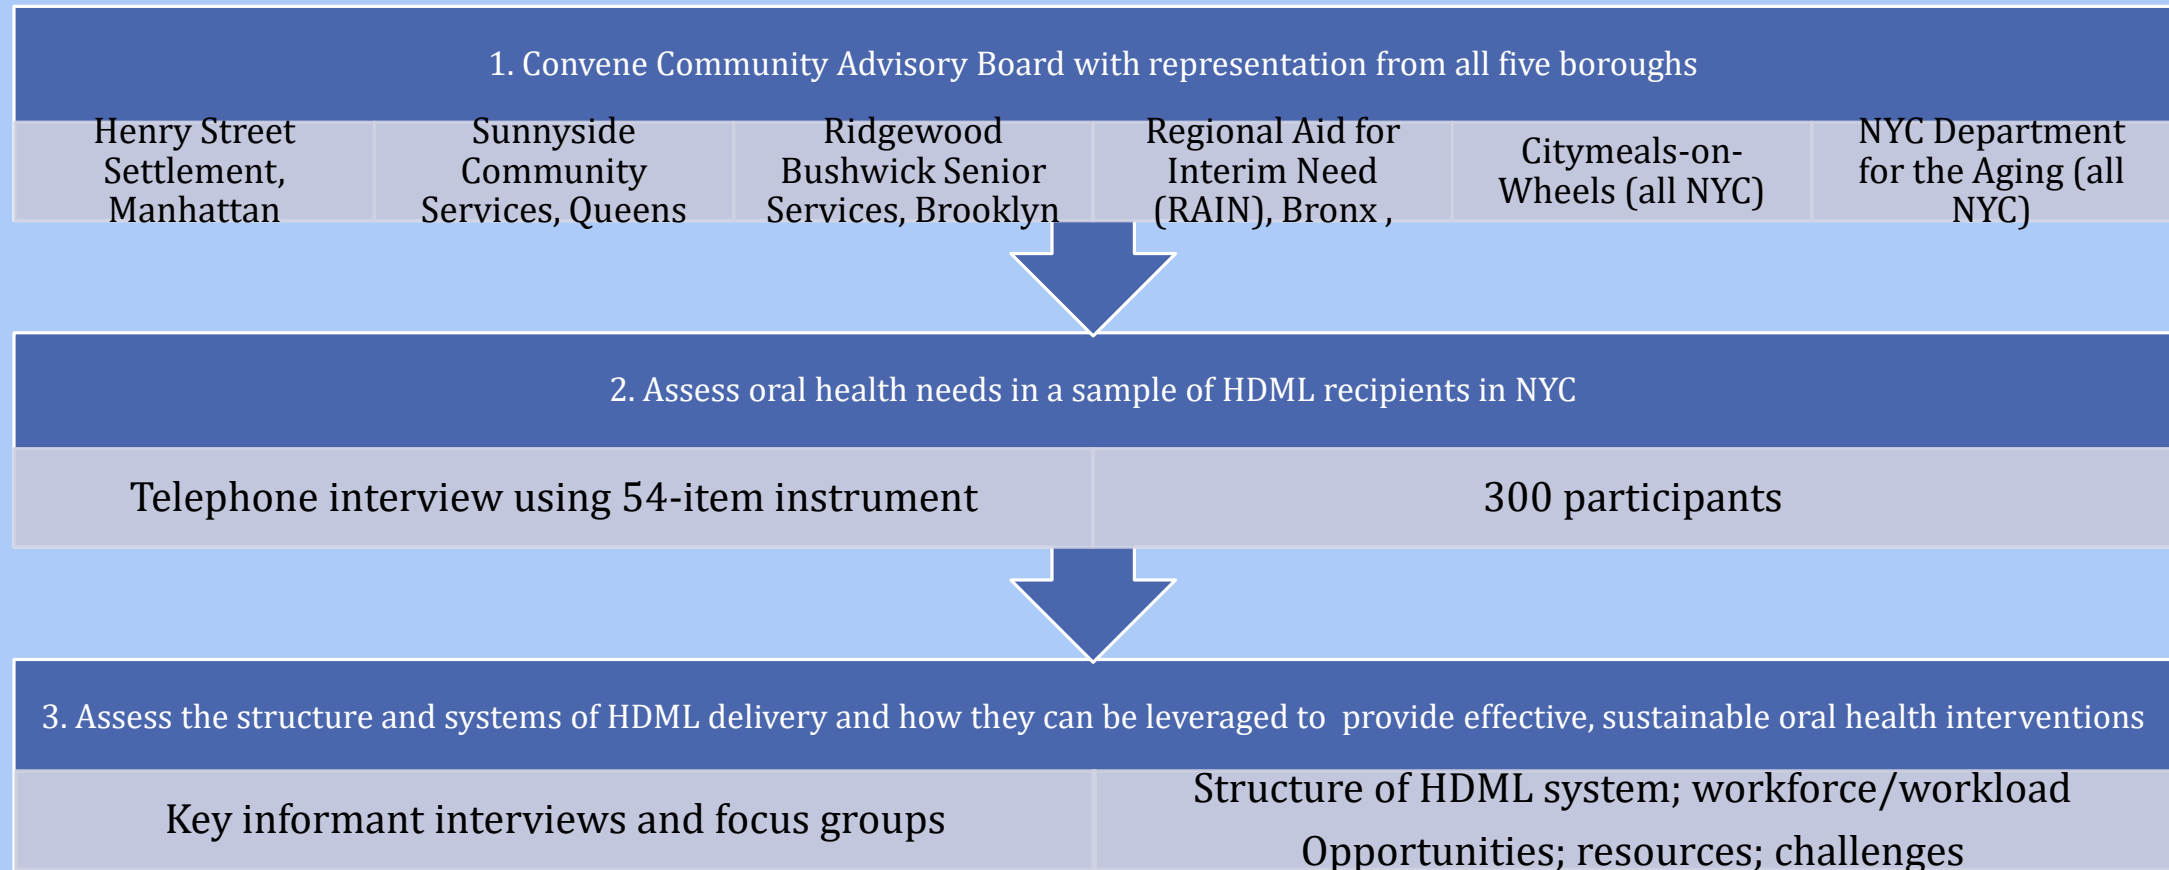 1. Convene Community Advisory Board with representation from all five boroughs
Henry Street
Settlement,
Manhattan
Sunnyside
Community
Services, Queens
Ridgewood
Bushwick Senior
Services, Brooklyn
Regional Aid for
Interim Need
(RAIN), Bronx ,
Citymeals-on-
Wheels (all NYC)
NYC Department
for the Aging (all
NYC)
2. Assess oral health needs in a sample of HDML recipients in NYC
Telephone interview using 54-item instrument
300 participants
3. Assess the structure and systems of HDML delivery and how they can be leveraged to  provide effective, sustainable oral health interventions
Key informant interviews and focus groups
Structure of HDML system; workforce/workload
Opportunities; resources; challenges